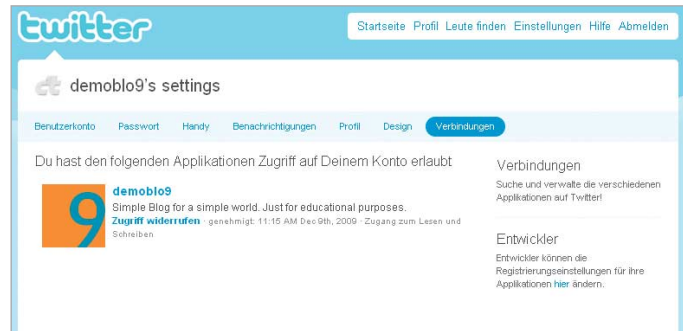 twitter
Startseite Profil Leute finden Einstellungen Hilfe Abmelden
c't demoblo9's settings
Benutzerkonto Passwort Handy Benachrichtigungen Profil Design Verbindungen
Du hast den folgenden Applikationen Zugriff auf Deinem Konto erlaubt
9
demoblo9
Simple Blog for a simple world. Just for educational purposes.
Zugriff widerrufen · genehmigt: 11:15 AM Dec 9th, 2009 · Zugang zum Lesen und
Schreiben
Verbindungen
Suche und verwalte die verschiedenen
Applikationen auf Twitter!
Entwickler
Entwickler können die
Registrierungseinstellungen für ihre
Applikationen hier ändern.